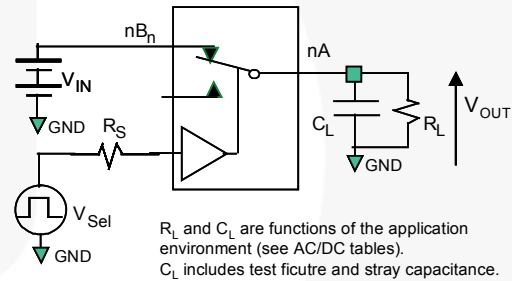 nBn
nA
VIN
GND
RS
CL
RL
VOUT
GND
VSel
GND
RL and CL are functions of the application
environment (see AC/DC tables).
CL includes test ficutre and stray capacitance.